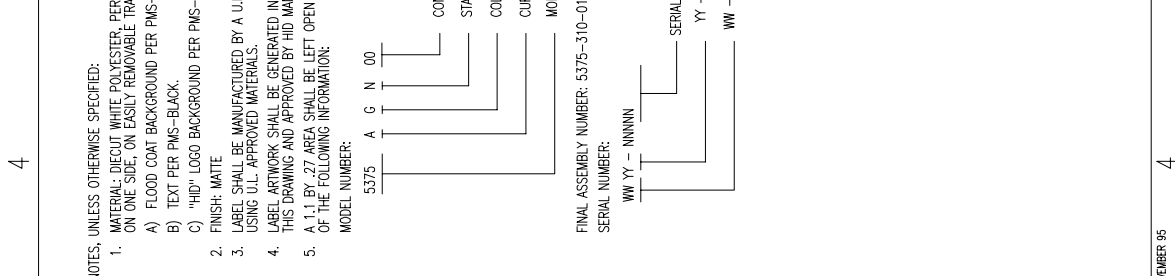 4
NOTES, UNLESS OTHERWISE SPECIFIED:
1. MATERIAL: DIECUT WHITE POLYESTER, PER
ON ONE SIDE, ON EASILY REMOVABLE TRA
A) FLOOD COAT BACKGROUND PER PMS-
B) TEXT PER PMS-BLACK.
C) "HID" LOGO BACKGROUND PER PMS-
2. FINISH: MATTE
3. LABEL SHALL BE MANUFACTURED BY A U.
USING U.L. APPROVED MATERIALS.
4. LABEL ARTWORK SHALL BE GENERATED IN
THIS DRAWING AND APPROVED BY HID MA
5. A 1.1 BY .27 AREA SHALL BE LEFT OPEN
OF THE FOLLOWING INFORMATION:
MODEL NUMBER:
5375 A G N 00
CO
STA
COL
CUR
MO
FINAL ASSEMBLY NUMBER: 5375-310-01
SERIAL NUMBER:
WW YY - NNNNN
SERIAL
YY -
WW -
4
VEMBER 95